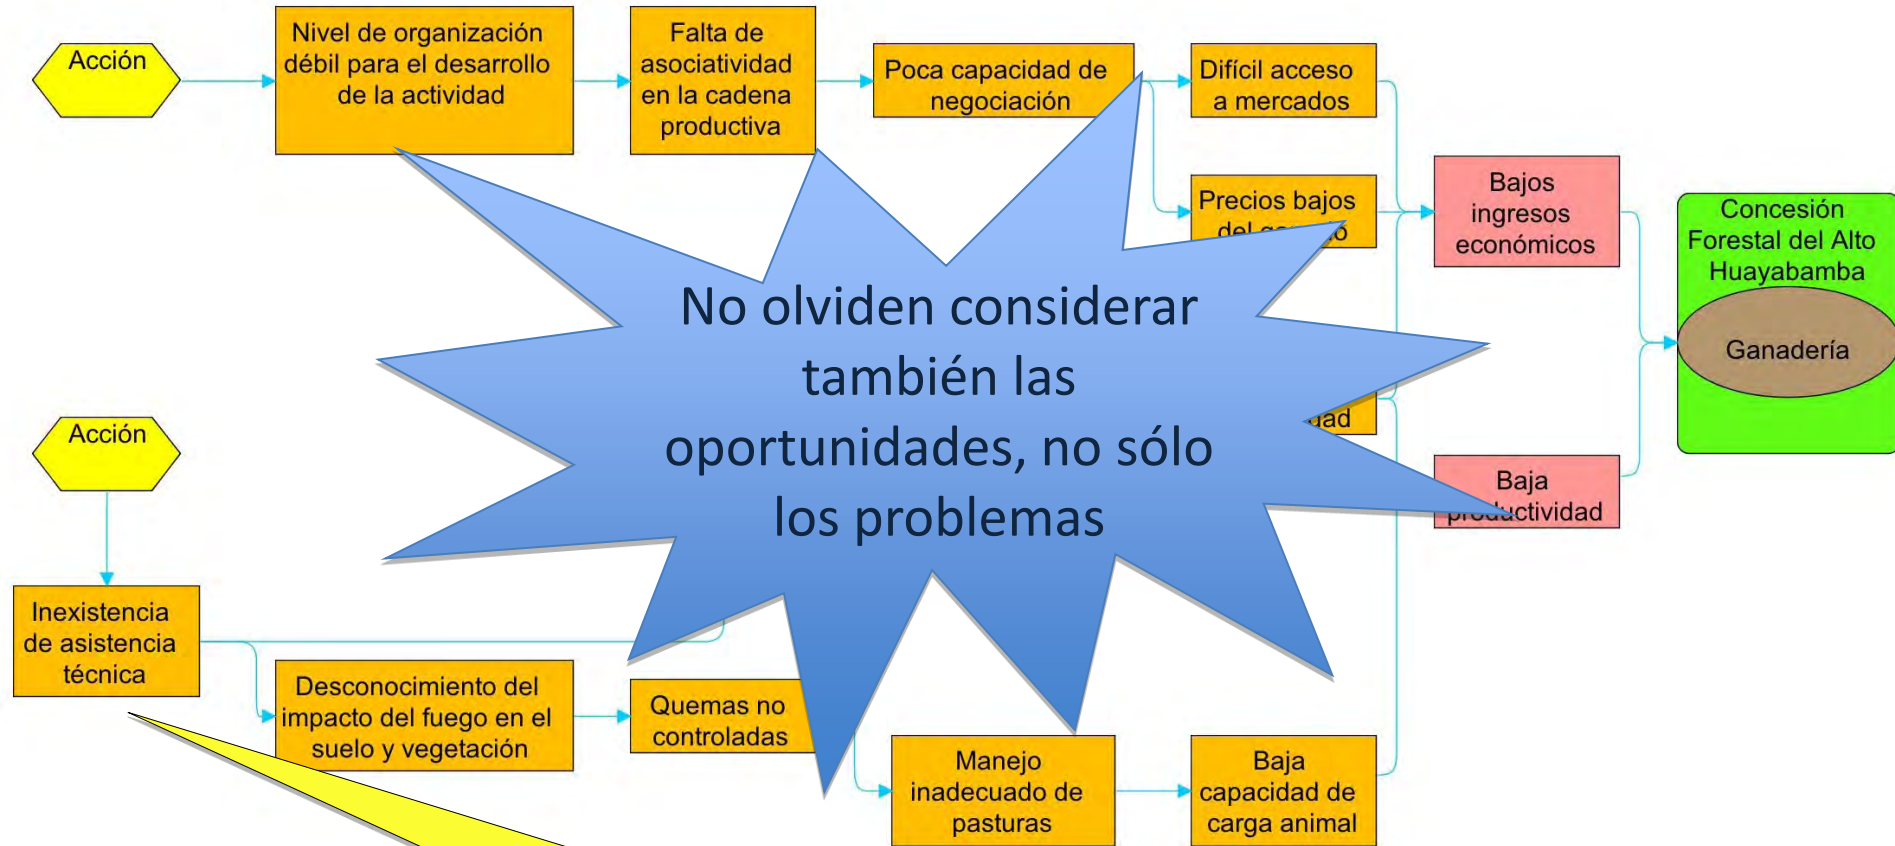 Acción
Nivel de organización
débil para el desarrollo
de la actividad
Falta de
asociatividad
en la cadena
productiva
Poca capacidad de
negociación
Difícil acceso
a mercados
Precios bajos
del ganado
Bajos
ingresos
económicos
Concesión
Forestal del Alto
Huayabamba
Ganadería
No olviden considerar
también las
oportunidades, no sólo
los problemas
Baja
productividad
Acción
Inexistencia
de asistencia
técnica
Desconocimiento del
impacto del fuego en el
suelo y vegetación
Quemas no
controladas
Manejo
inadecuado de
pasturas
Baja
capacidad de
carga animal